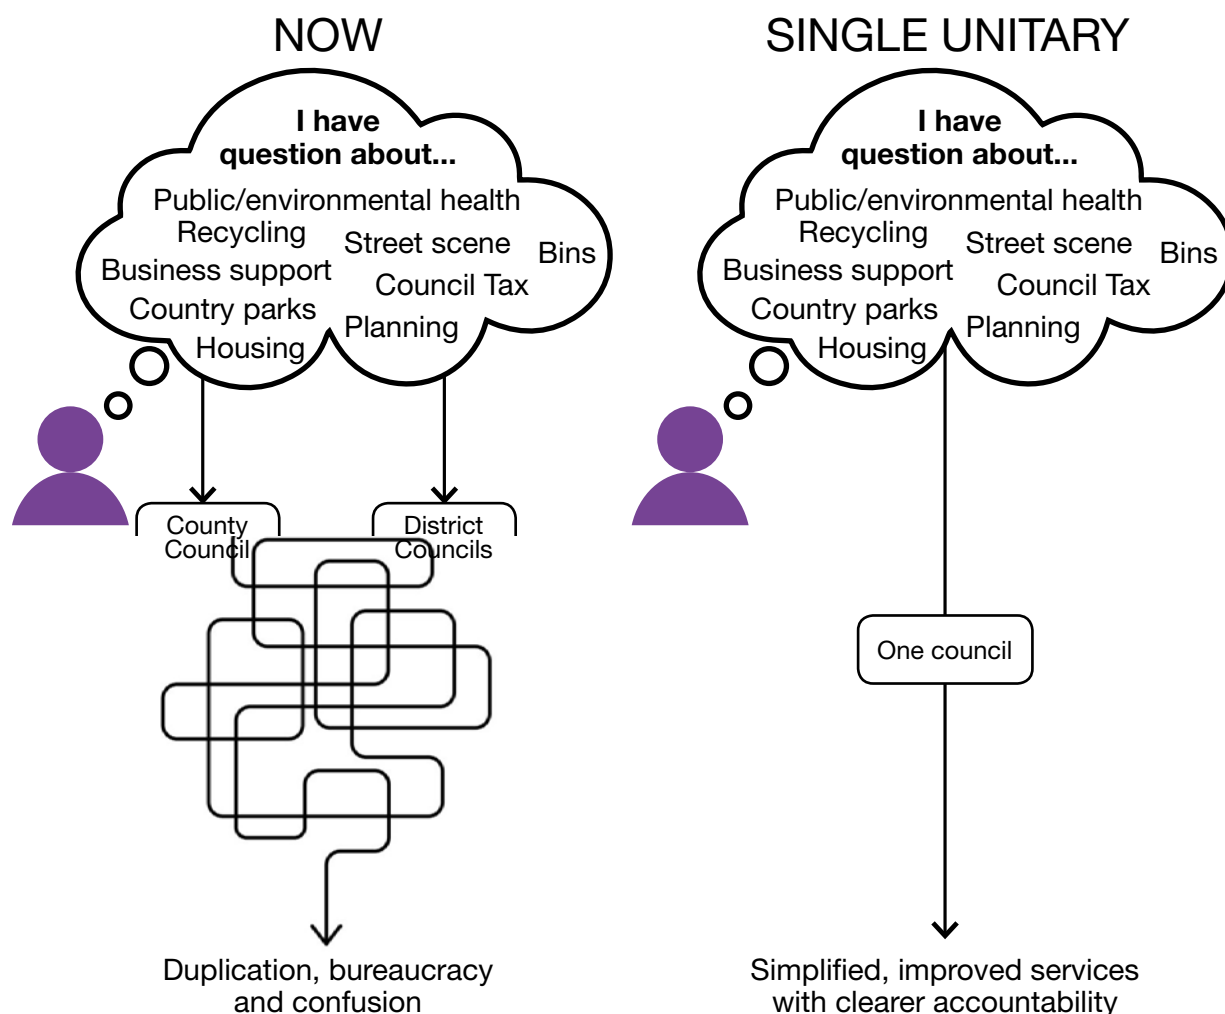 NOW
I have
question about...
Public/environmental health
Recycling
Street scene
Bins
Business support
Council Tax
Country parks
Planning
Housing
County
Council
District
Councils
Duplication, bureaucracy
and confusion
SINGLE UNITARY
I have
question about...
Public/environmental health
Recycling
Street scene
Bins
Business support
Council Tax
Country parks
Planning
Housing
One council
Simplified, improved services
with clearer accountability